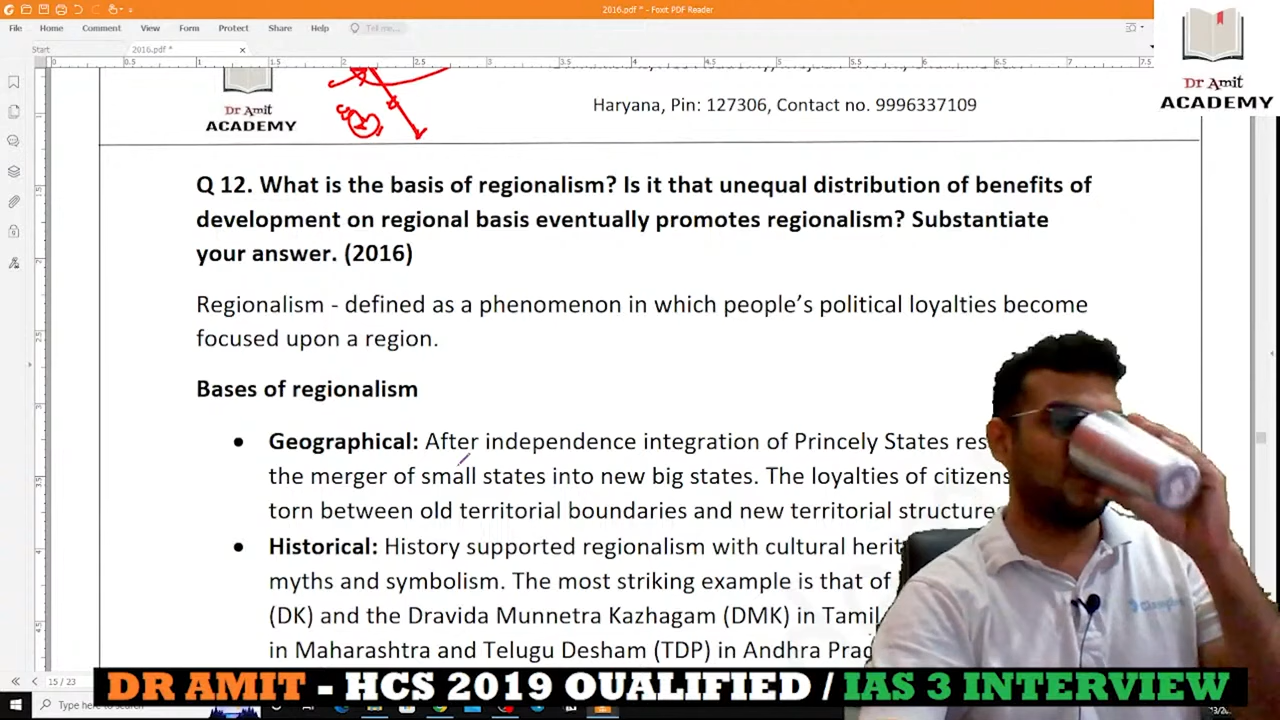 2016.pdf * - Foxit PDF Reader
File Home Comment View Form Protect Share Help Tell me...
Start 2016.pdf *
Dr Amit
ACADEMY
Dr Amit
ACADEMY
Haryana, Pin: 127306, Contact no. 9996337109
Q 12. What is the basis of regionalism? Is it that unequal distribution of benefits of
development on regional basis eventually promotes regionalism? Substantiate
your answer. (2016)
Regionalism - defined as a phenomenon in which people’s political loyalties become
focused upon a region.
Bases of regionalism
Geographical: After independence integration of Princely States res
the merger of small states into new big states. The loyalties of citizens
torn between old territorial boundaries and new territorial structure
Historical: History supported regionalism with cultural herit
myths and symbolism. The most striking example is that of
(DK) and the Dravida Munnetra Kazhagam (DMK) in Tamil
in Maharashtra and Telugu Desham (TDP) in Andhra Prad
15 / 23
DR AMIT - HCS 2019 QUALIFIED / IAS 3 INTERVIEW
Type here to search